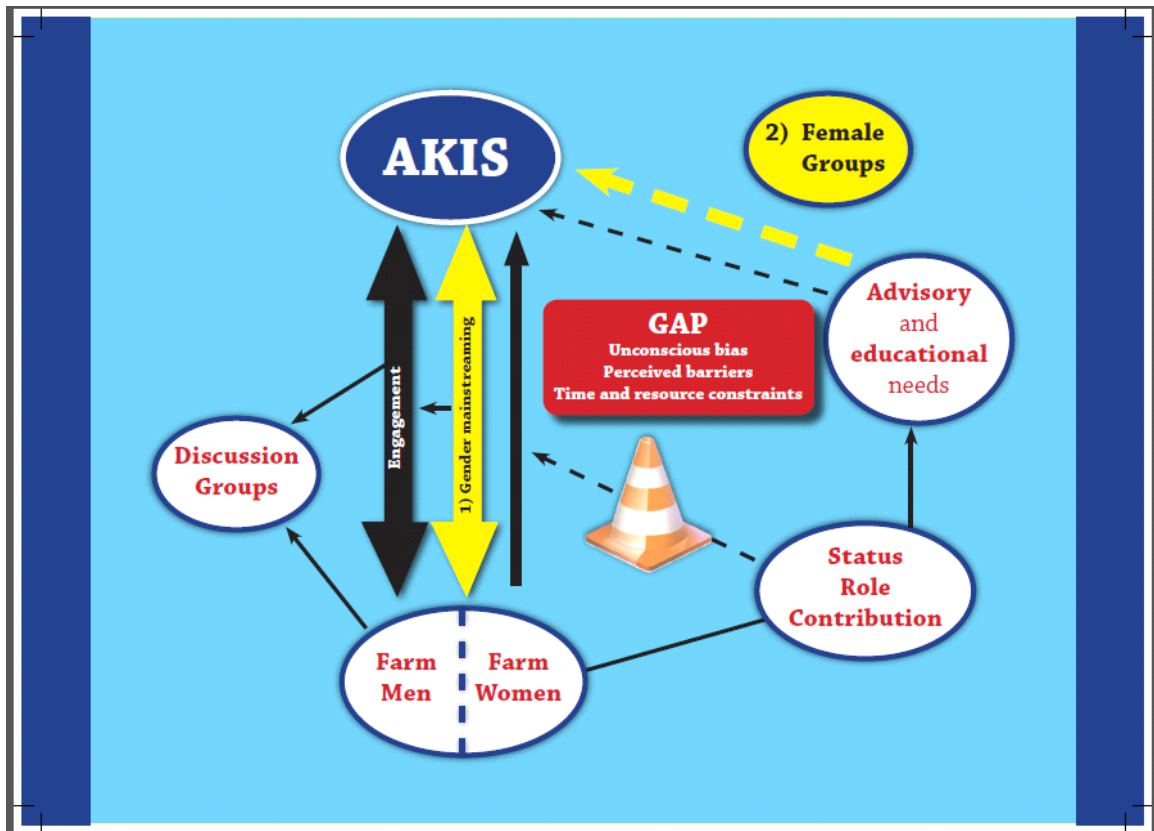 AKIS
2) Female
Groups
Advisory
and
educational
needs
GAP
Unconscious bias
Perceived barriers
Time and resource constraints
Engagement
1) Gender mainstreaming
Discussion
Groups
Status
Role
Contribution
Farm
Men
Farm
Women